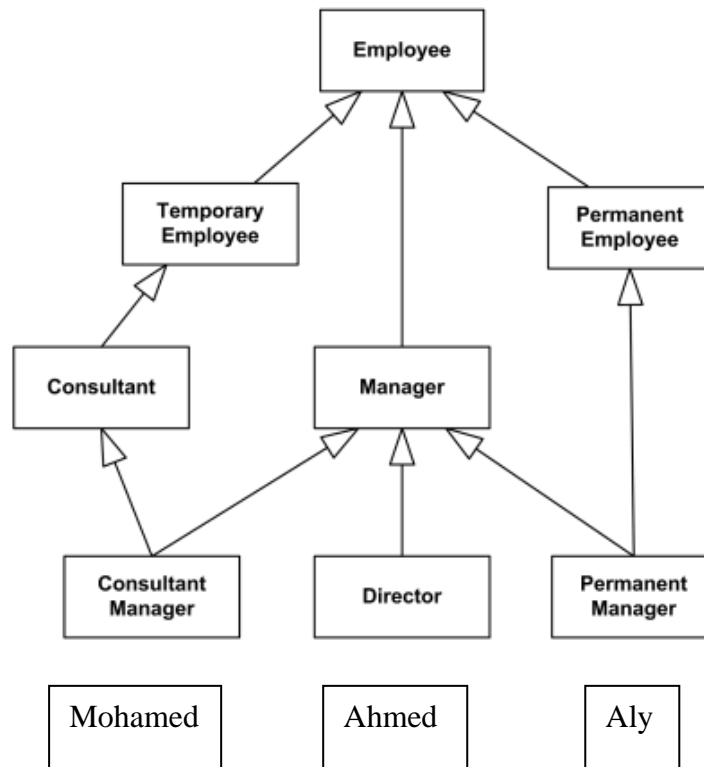 Employee
Temporary
Employee
Permanent
Employee
Consultant
Manager
Consultant
Manager
Director
Permanent
Manager
Mohamed
Ahmed
Aly